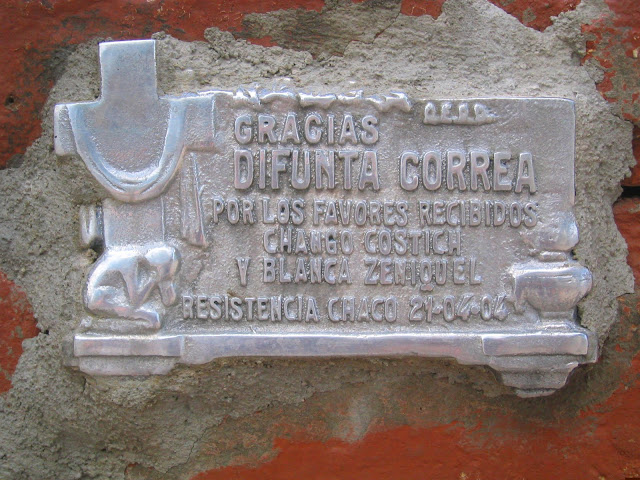 GRACIAS
DIFUNTA CORREA
POR LOS FAVORES RECIBIDOS
CHANGO COSTICH
Y BLANCA ZENIQUEL
RESISTENCIA CHACO 21-04-04